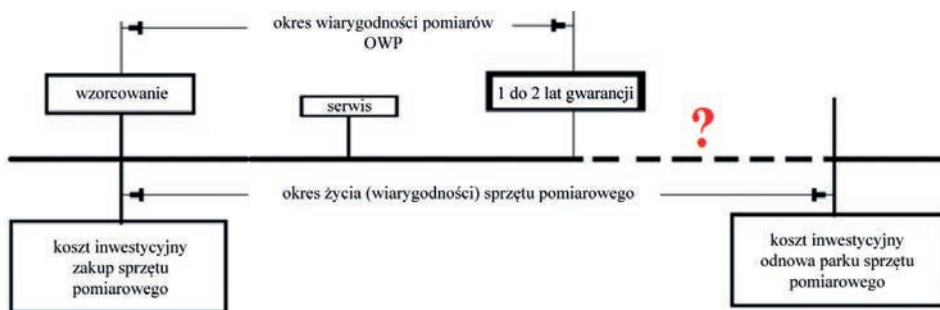 okres wiarygodności pomiarów
OWP
wzorcowanie
serwis
1 do 2 lat gwarancji
?
okres życia (wiarygodności) sprzętu pomiarowego
koszt inwestycyjny
zakup sprzętu
pomiarowego
koszt inwestycyjny
odnowa parku sprzętu
pomiarowego